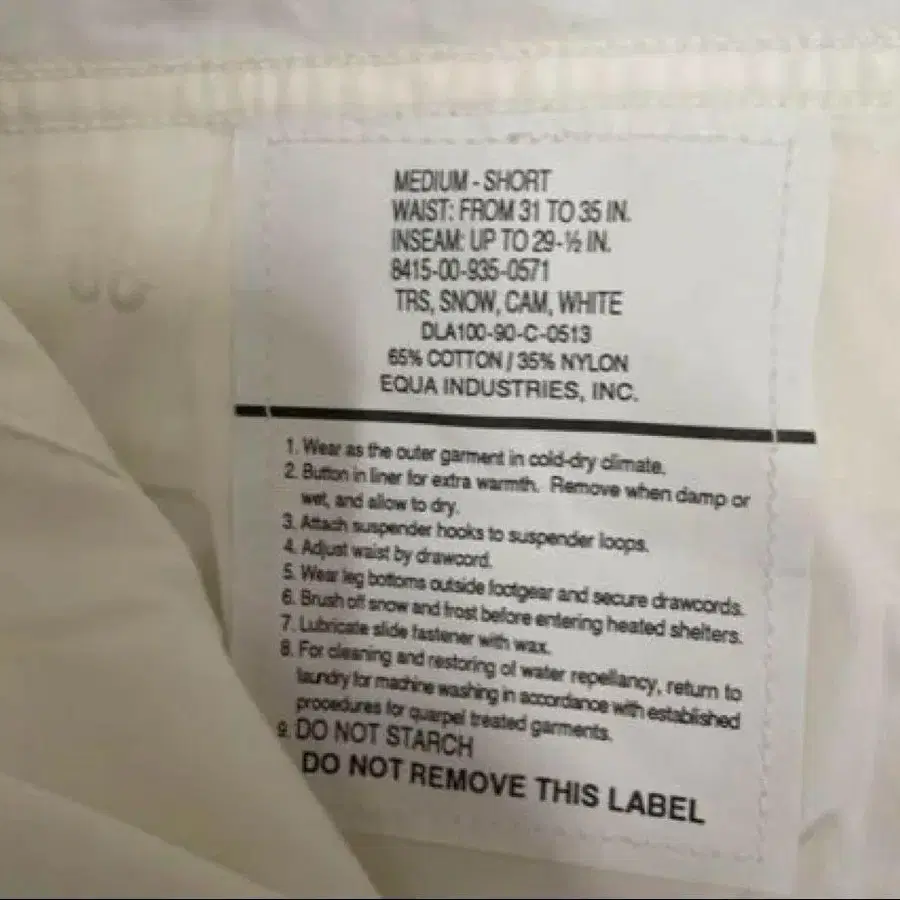 MEDIUM - SHORT
WAIST: FROM 31 TO 35 IN.
INSEAM: UP TO 29-½ IN.
8415-00-935-0571
TRS, SNOW, CAM, WHITE
DLA100-90-C-0513
65% COTTON / 35% NYLON
EQUA INDUSTRIES, INC.
1. Wear as the outer garment in cold-dry climate.
2. Button in liner for extra warmth. Remove when damp or
wet, and allow to dry.
3. Attach suspender hooks to suspender loops.
4. Adjust waist by drawcord.
5. Wear leg bottoms outside footgear and secure drawcords.
6. Brush off snow and frost before entering heated shelters.
7. Lubricate slide fastener with wax.
8. For cleaning and restoring of water repellancy, return to
laundry for machine washing in accordance with established
procedures for quarpel treated garments.
9. DO NOT STARCH
DO NOT REMOVE THIS LABEL